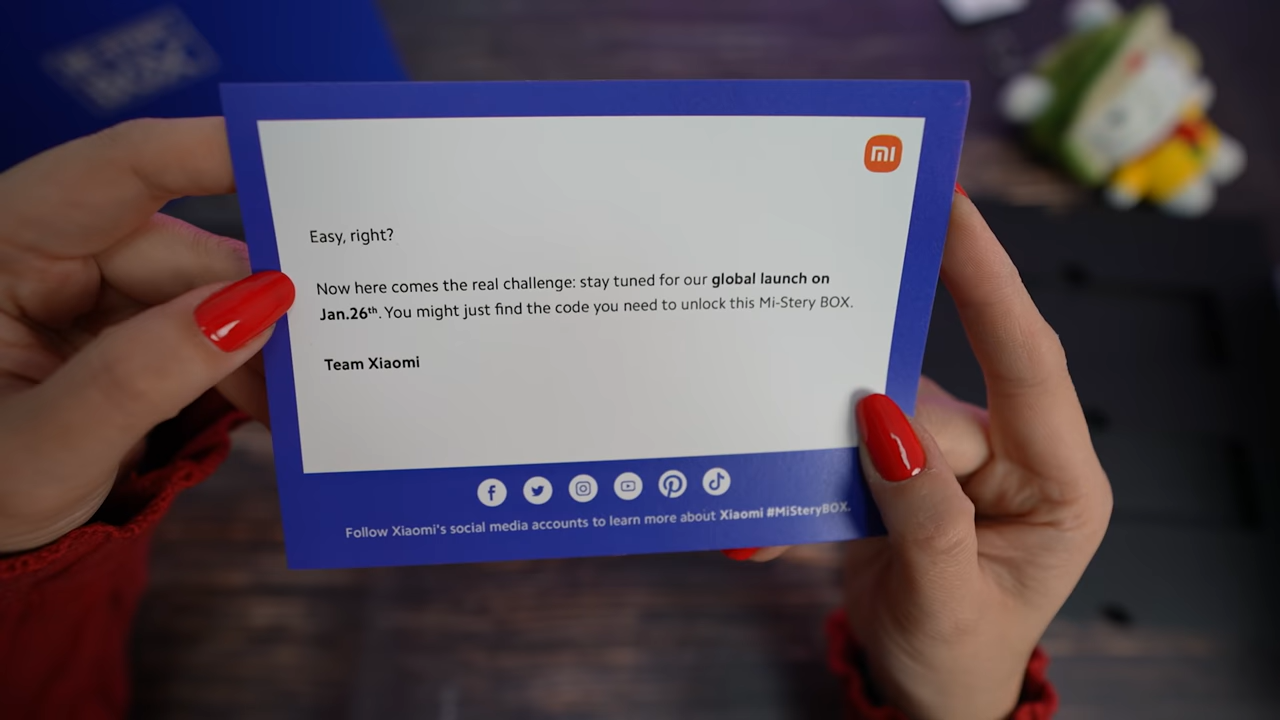 mi
Easy, right?
Now here comes the real challenge: stay tuned for our global launch on
Jan.26th. You might just find the code you need to unlock this Mi-Stery BOX.
Team Xiaomi
Follow Xiaomi's social media accounts to learn more about Xiaomi #MiSteryBOX.